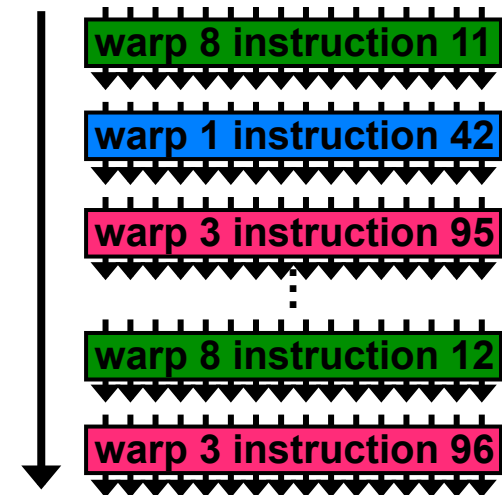 warp 8 instruction 11
warp 1 instruction 42
warp 3 instruction 95
warp 8 instruction 12
warp 3 instruction 96